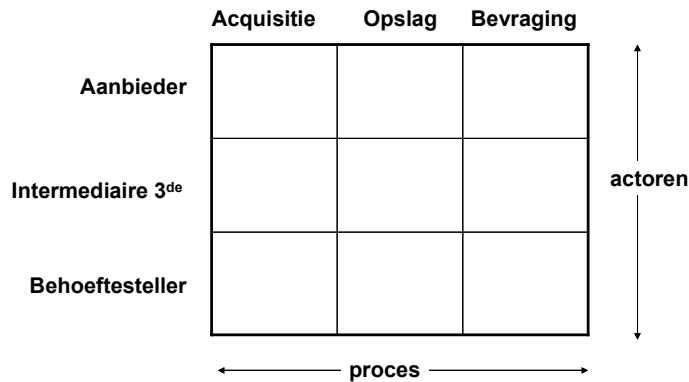 Acquisitie Opslag Bevraging
Aanbieder
Intermediaire 3de
actoren
Behoeftesteller
proces